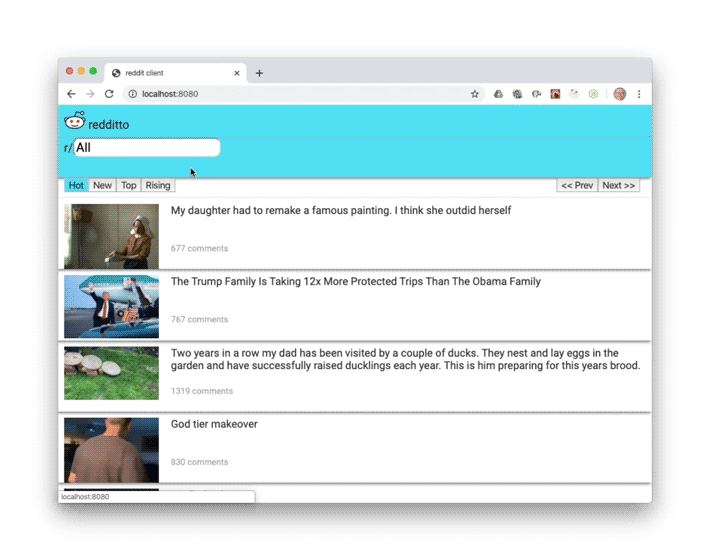 reddit client
localhost:8080
redditto
r/ All
Hot New Top Rising << Prev Next >>
My daughter had to remake a famous painting. I think she outdid herself
677 comments
The Trump Family Is Taking 12x More Protected Trips Than The Obama Family
767 comments
Two years in a row my dad has been visited by a couple of ducks. They nest and lay eggs in the
garden and have successfully raised ducklings each year. This is him preparing for this years brood.
1319 comments
God tier makeover
830 comments
localhost:8080